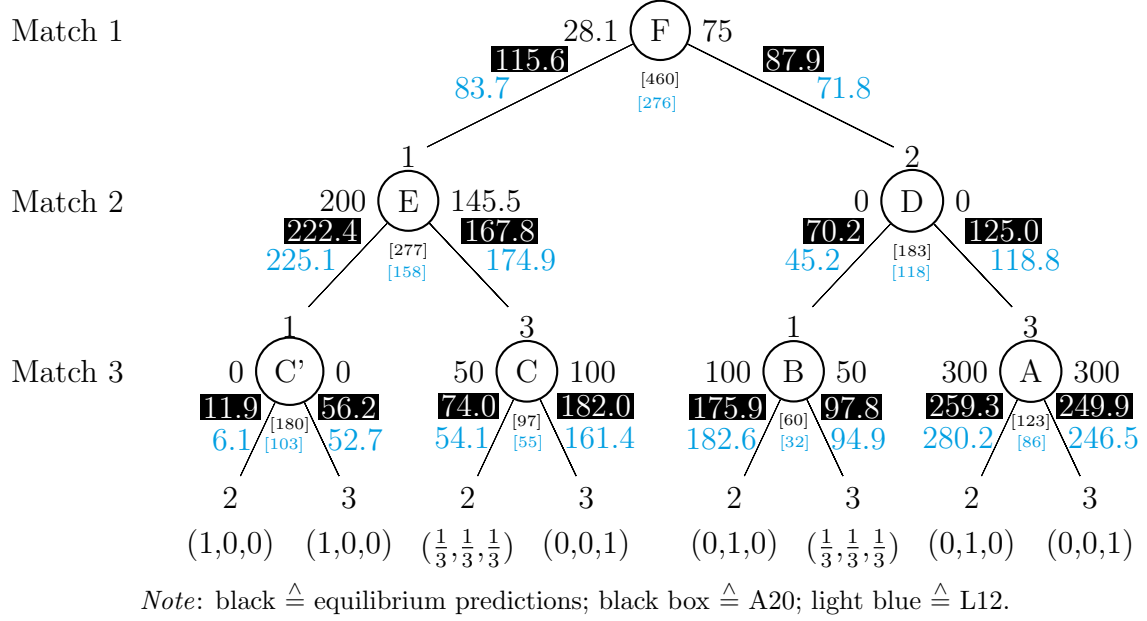 Match 1 28.1 F 75
115.6 87.9
83.7 [460] 71.8
[276]
1 2
Match 2 200 E 145.5 0 D 0
222.4 167.8 70.2 125.0
225.1 [277] 174.9 45.2 [183] 118.8
[158] [118]
1 3 1 3
Match 3 0 C' 0 50 C 100 100 B 50 300 A 300
11.9 56.2 74.0 182.0 175.9 97.8 259.3 249.9
[180] [97] [60] [123]
6.1 [103] 52.7 54.1 [55] 161.4 182.6 [32] 94.9 280.2 [86] 246.5
2 3 2 3 2 3 2 3
(1,0,0) (1,0,0) (1/3,1/3,1/3) (0,0,1) (0,1,0) (1/3,1/3,1/3) (0,1,0) (0,0,1)
Note: black ≙ equilibrium predictions; black box ≙ A20; light blue ≙ L12.